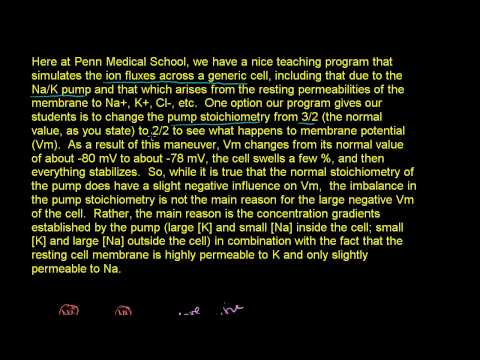 Here at Penn Medical School, we have a nice teaching program that
simulates the ion fluxes across a generic cell, including that due to the
Na/K pump and that which arises from the resting permeabilities of the
membrane to Na+, K+, Cl-, etc.  One option our program gives our
students is to change the pump stoichiometry from 3/2 (the normal
value, as you state) to 2/2 to see what happens to membrane potential
(Vm).  As a result of this maneuver, Vm changes from its normal value
of about -80 mV to about -78 mV, the cell swells a few %, and then
everything stabilizes.  So, while it is true that the normal stoichiometry
of the pump does have a slight negative influence on Vm,  the imbalance in
the pump stoichiometry is not the main reason for the large negative Vm
of the cell.  Rather, the main reason is the concentration gradients
established by the pump (large [K] and small [Na] inside the cell; small
[K] and large [Na] outside the cell) in combination with the fact that the
resting cell membrane is highly permeable to K and only slightly
permeable to Na.